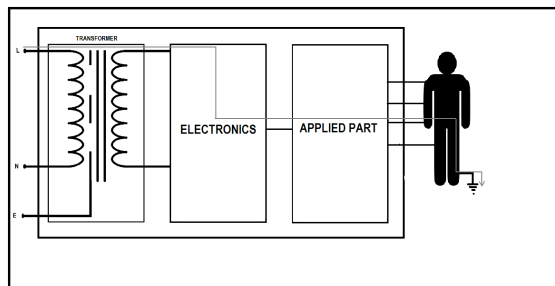 TRANSFORMER
L
ELECTRONICS
APPLIED PART
N
E